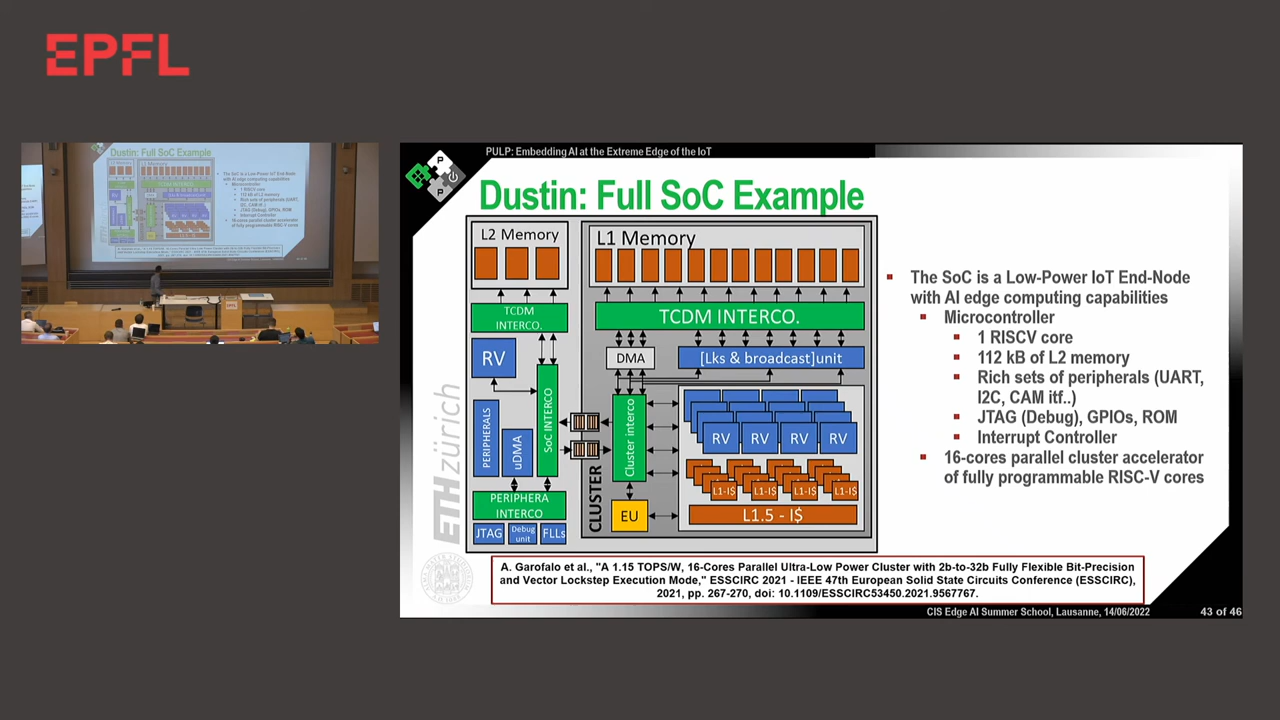 EPFL
PULP: Embedding AI at the Extreme Edge of the IoT
P
P
Dustin: Full SoC Example
L2 Memory
L1 Memory
TCDM
INTERCO.
TCDM INTERCO.
RV
DMA
[Lks & broadcast]unit
PERIPHERALS
uDMA
SoC INTERCO
Cluster interco
RV
RV
RV
RV
L1-I$
L1-I$
L1-I$
L1-I$
L1.5 - I$
CLUSTER
EU
PERIPHERA
INTERCO
JTAG
Debug
unit
FLLs
ETH zürich
▪ The SoC is a Low-Power IoT End-Node
with AI edge computing capabilities
▪ Microcontroller
▪ 1 RISCV core
▪ 112 kB of L2 memory
▪ Rich sets of peripherals (UART,
I2C, CAM itf..)
▪ JTAG (Debug), GPIOs, ROM
▪ Interrupt Controller
▪ 16-cores parallel cluster accelerator
of fully programmable RISC-V cores
A. Garofalo et al., "A 1.15 TOPS/W, 16-Cores Parallel Ultra-Low Power Cluster with 2b-to-32b Fully Flexible Bit-Precision
and Vector Lockstep Execution Mode," ESSCIRC 2021 - IEEE 47th European Solid State Circuits Conference (ESSCIRC),
2021, pp. 267-270, doi: 10.1109/ESSCIRC53450.2021.9567767.
CIS Edge AI Summer School, Lausanne, 14/06/2022
43 of 46
Dustin: Full SoC Example